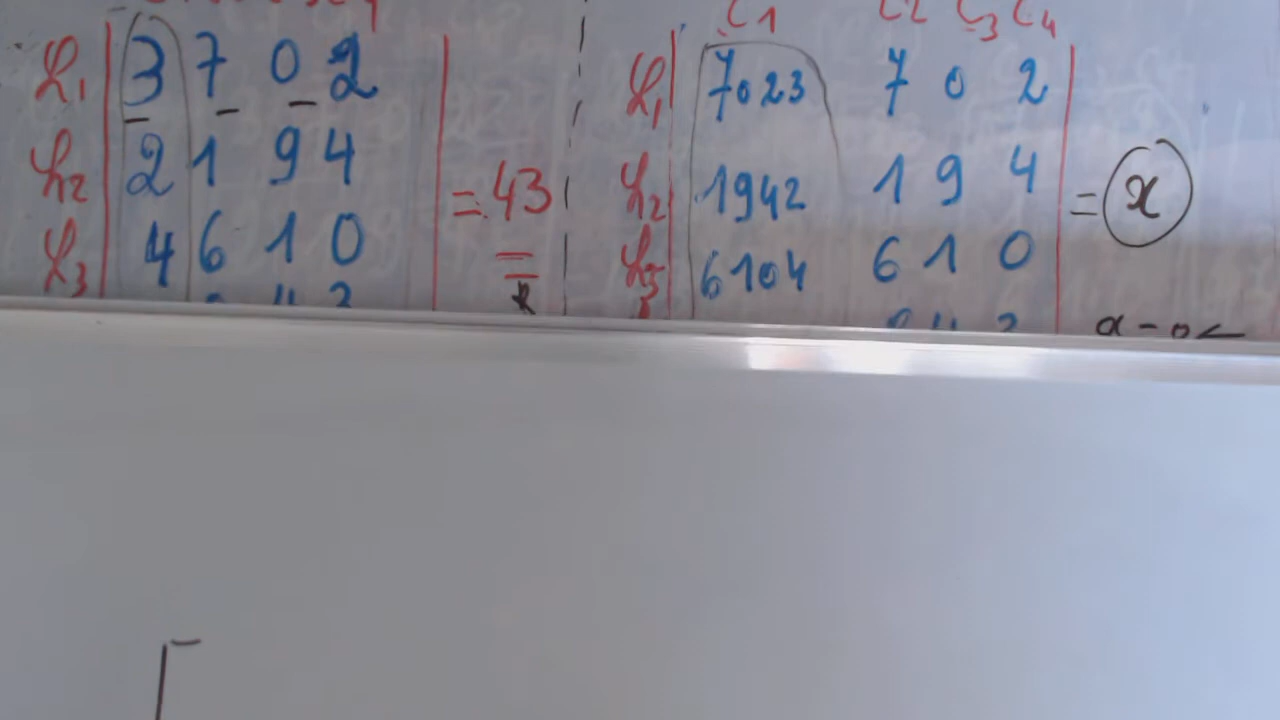 C1 C2 C3 C4
L1 3 7 0 2 L1 7023 7 0 2
L2 2 1 9 4 = 43 L2 1942 1 9 4 = x
L3 4 6 1 0 L3 6104 6 1 0